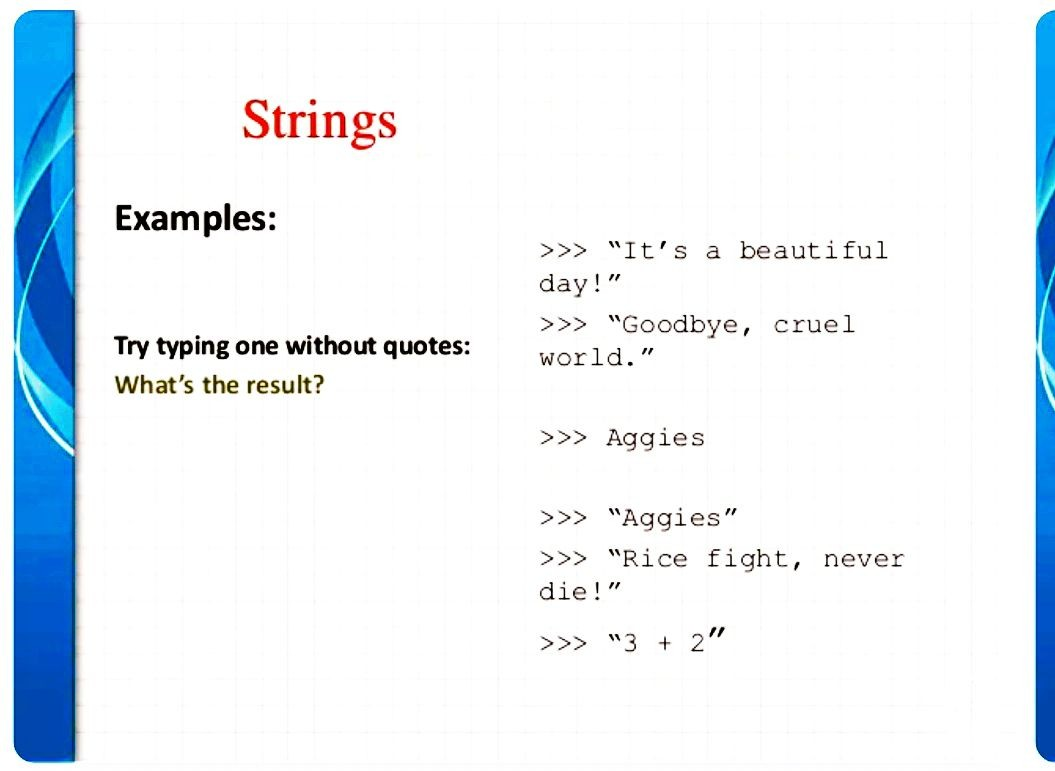 Strings
Examples:
Try typing one without quotes:
What’s the result?
>>> “It’s a beautiful
day!”
>>> “Goodbye, cruel
world.”
>>> Aggies
>>> “Aggies”
>>> “Rice fight, never
die!”
>>> “3 + 2”